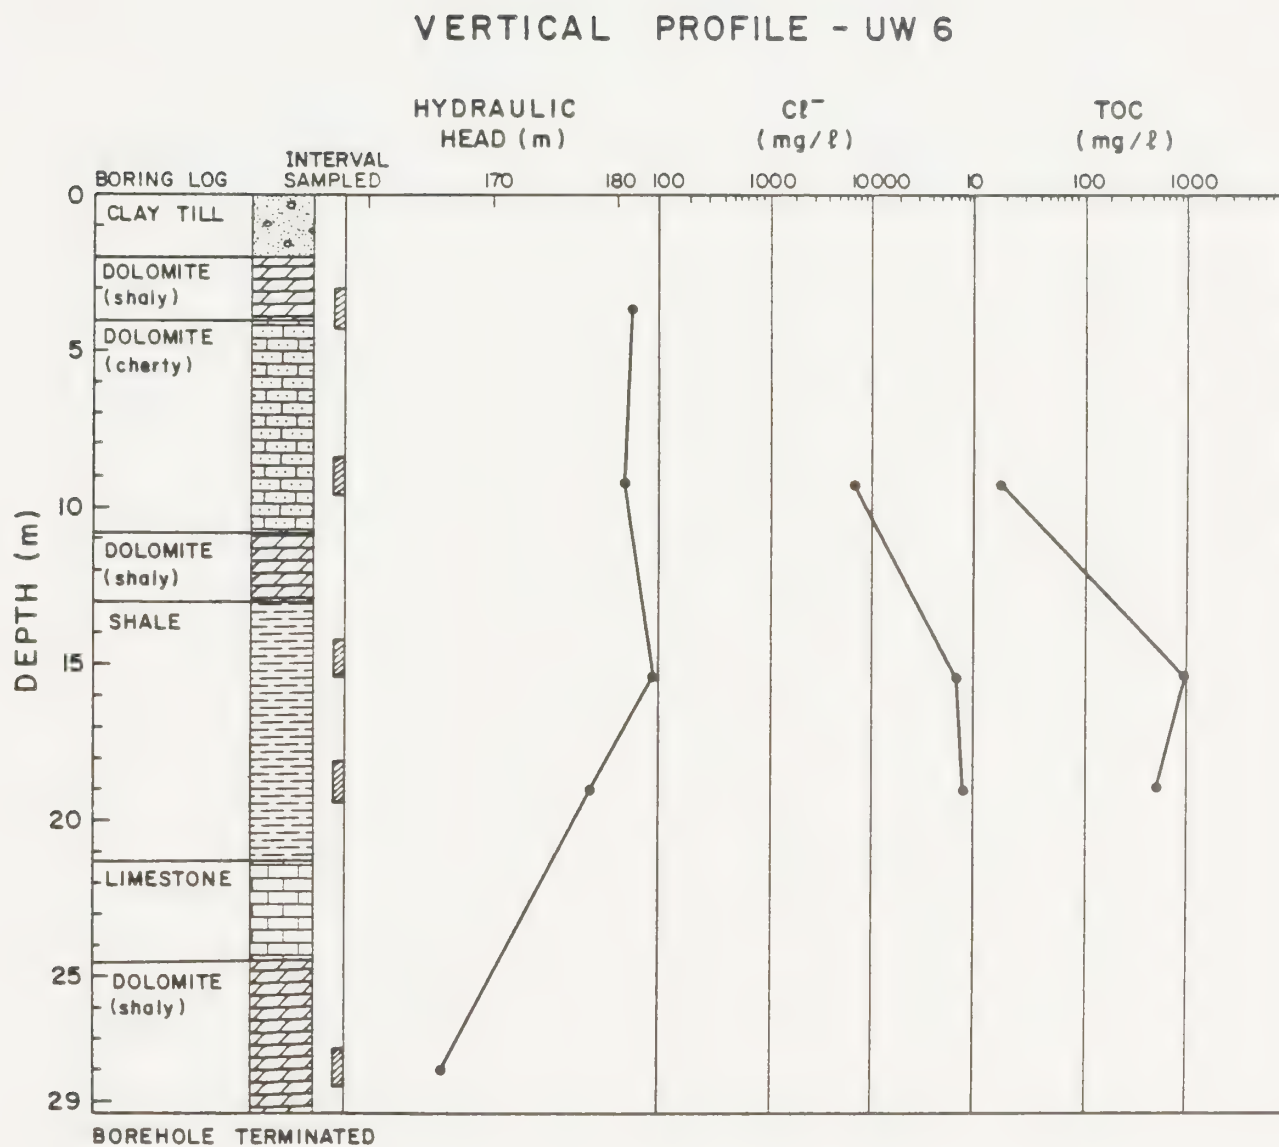 VERTICAL PROFILE - UW 6
HYDRAULIC
HEAD (m)
Cℓ⁻
(mg/ℓ)
TOC
(mg/ℓ)
BORING LOG
INTERVAL
SAMPLED
170 180 100 1000 10000 10 100 1000
0
CLAY TILL
DOLOMITE
(shaly)
DOLOMITE
(cherty)
5
10
DOLOMITE
(shaly)
SHALE
15
20
LIMESTONE
25
DOLOMITE
(shaly)
29
DEPTH (m)
BOREHOLE TERMINATED